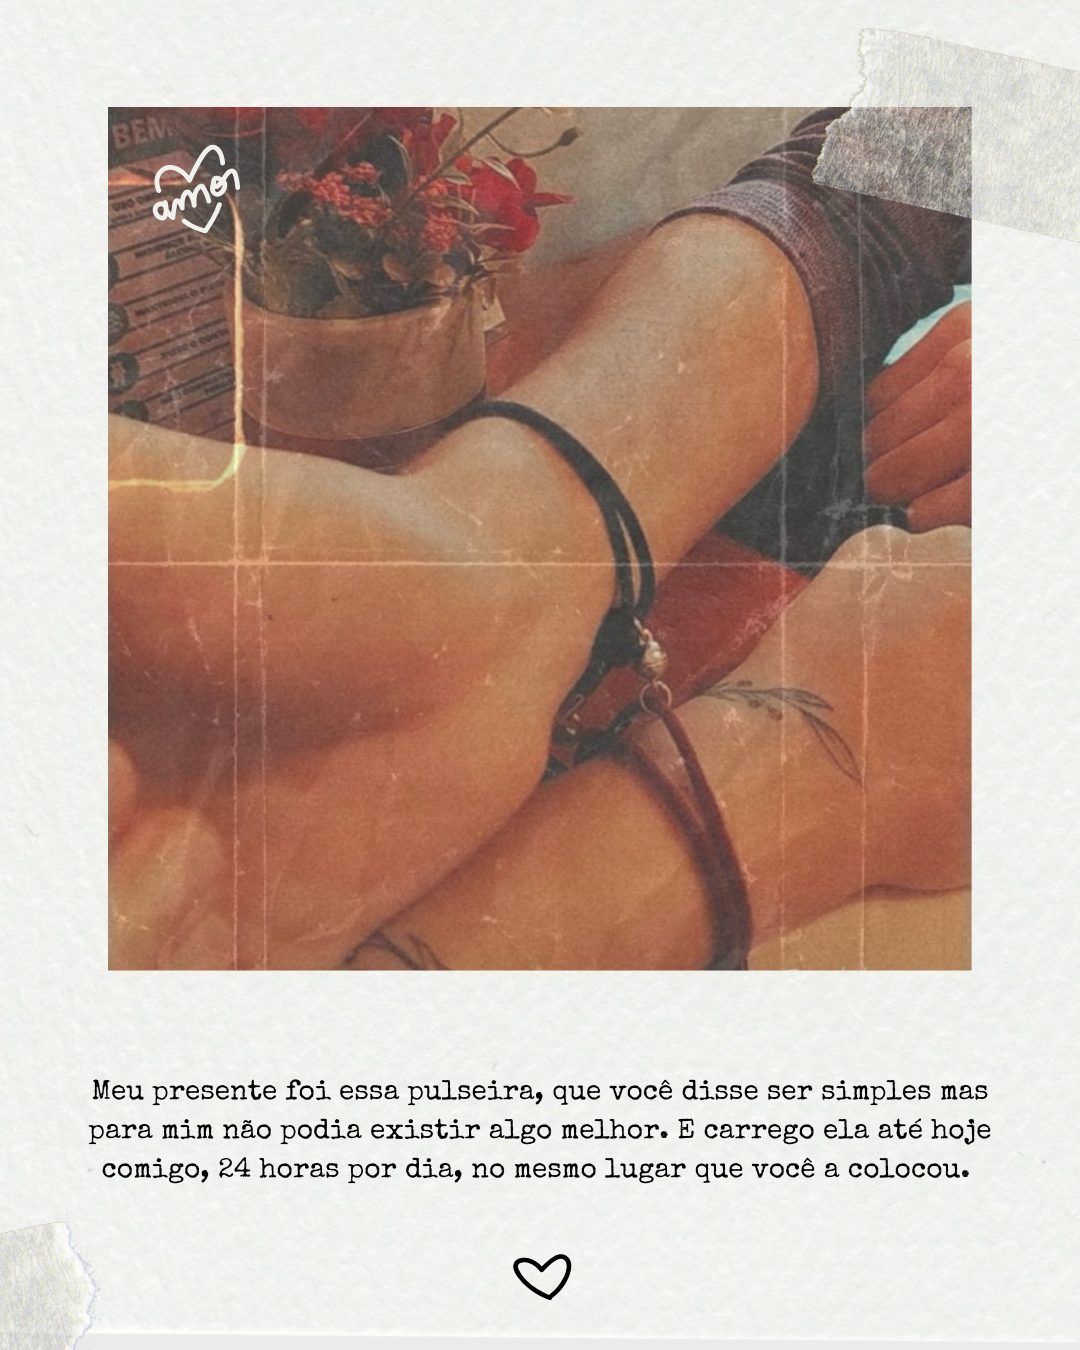 BEM
amor
Meu presente foi essa pulseira, que você disse ser simples mas
para mim não podia existir algo melhor. E carrego ela até hoje
comigo, 24 horas por dia, no mesmo lugar que você a colocou.